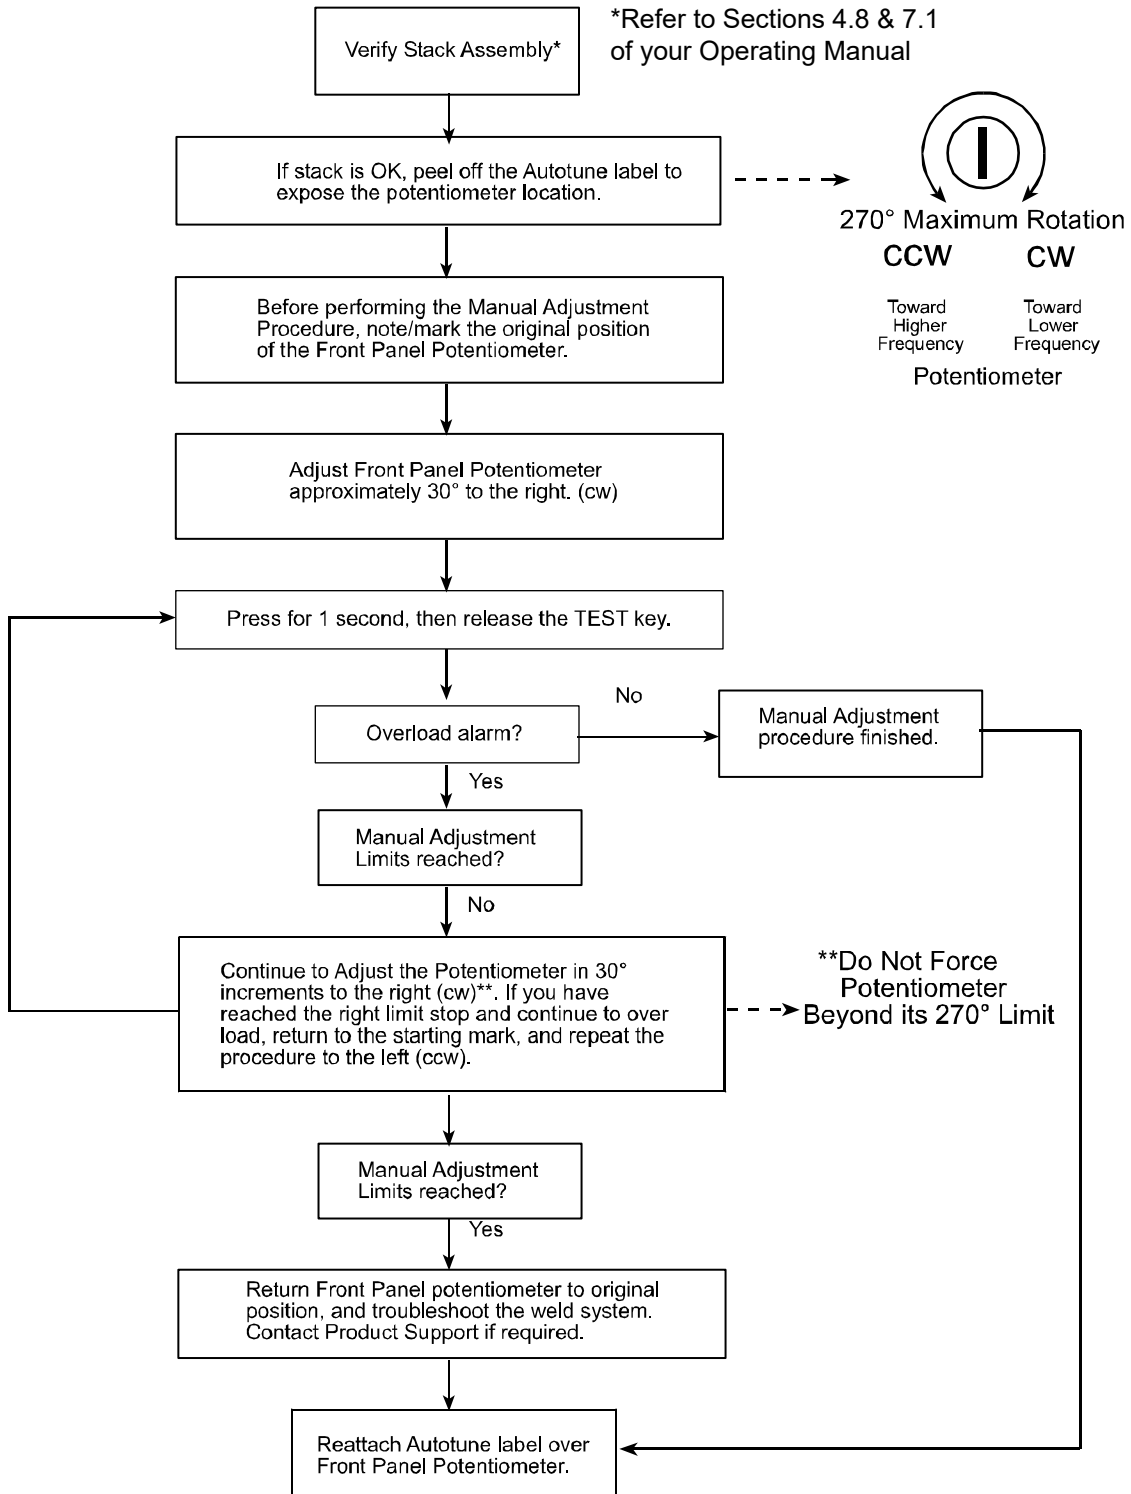 Verify Stack Assembly*
*Refer to Sections 4.8 & 7.1
of your Operating Manual
If stack is OK, peel off the Autotune label to
expose the potentiometer location.
270° Maximum Rotation
CCW
CW
Toward
Higher
Frequency
Toward
Lower
Frequency
Potentiometer
Before performing the Manual Adjustment
Procedure, note/mark the original position
of the Front Panel Potentiometer.
Adjust Front Panel Potentiometer
approximately 30° to the right. (cw)
Press for 1 second, then release the TEST key.
Overload alarm?
No
Manual Adjustment
procedure finished.
Yes
Manual Adjustment
Limits reached?
No
Continue to Adjust the Potentiometer in 30°
increments to the right (cw)**. If you have
reached the right limit stop and continue to over
load, return to the starting mark, and repeat the
procedure to the left (ccw).
**Do Not Force
Potentiometer
Beyond its 270° Limit
Manual Adjustment
Limits reached?
Yes
Return Front Panel potentiometer to original
position, and troubleshoot the weld system.
Contact Product Support if required.
Reattach Autotune label over
Front Panel Potentiometer.